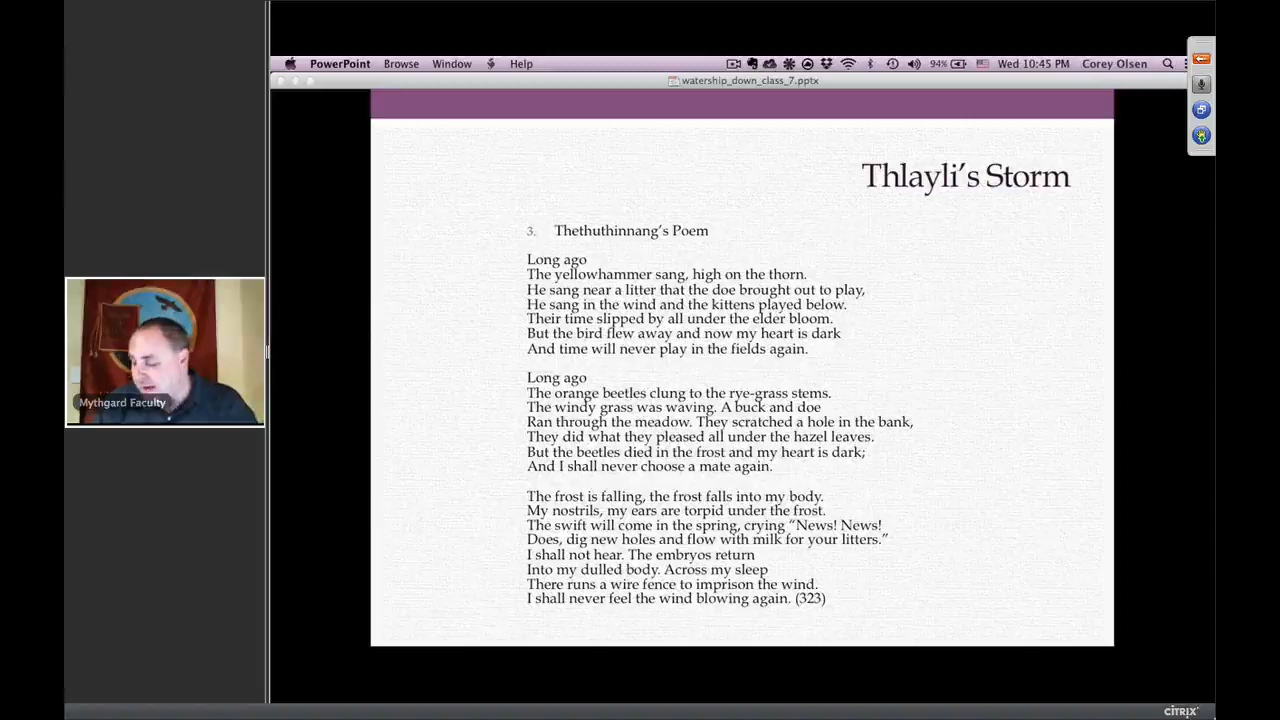 PowerPoint Browse Window Help 94% Wed 10:45 PM Corey Olsen
watership_down_class_7.pptx
Thlayli's Storm
3. Thethuthinnang's Poem
Long ago
The yellowhammer sang, high on the thorn.
He sang near a litter that the doe brought out to play,
He sang in the wind and the kittens played below.
Their time slipped by all under the elder bloom.
But the bird flew away and now my heart is dark
And time will never play in the fields again.
Long ago
The orange beetles clung to the rye-grass stems.
The windy grass was waving. A buck and doe
Ran through the meadow. They scratched a hole in the bank,
They did what they pleased all under the hazel leaves.
But the beetles died in the frost and my heart is dark;
And I shall never choose a mate again.
The frost is falling, the frost falls into my body.
My nostrils, my ears are torpid under the frost.
The swift will come in the spring, crying “News! News!
Does, dig new holes and flow with milk for your litters.”
I shall not hear. The embryos return
Into my dulled body. Across my sleep
There runs a wire fence to imprison the wind.
I shall never feel the wind blowing again. (323)
Mythgard Faculty
CITRIX